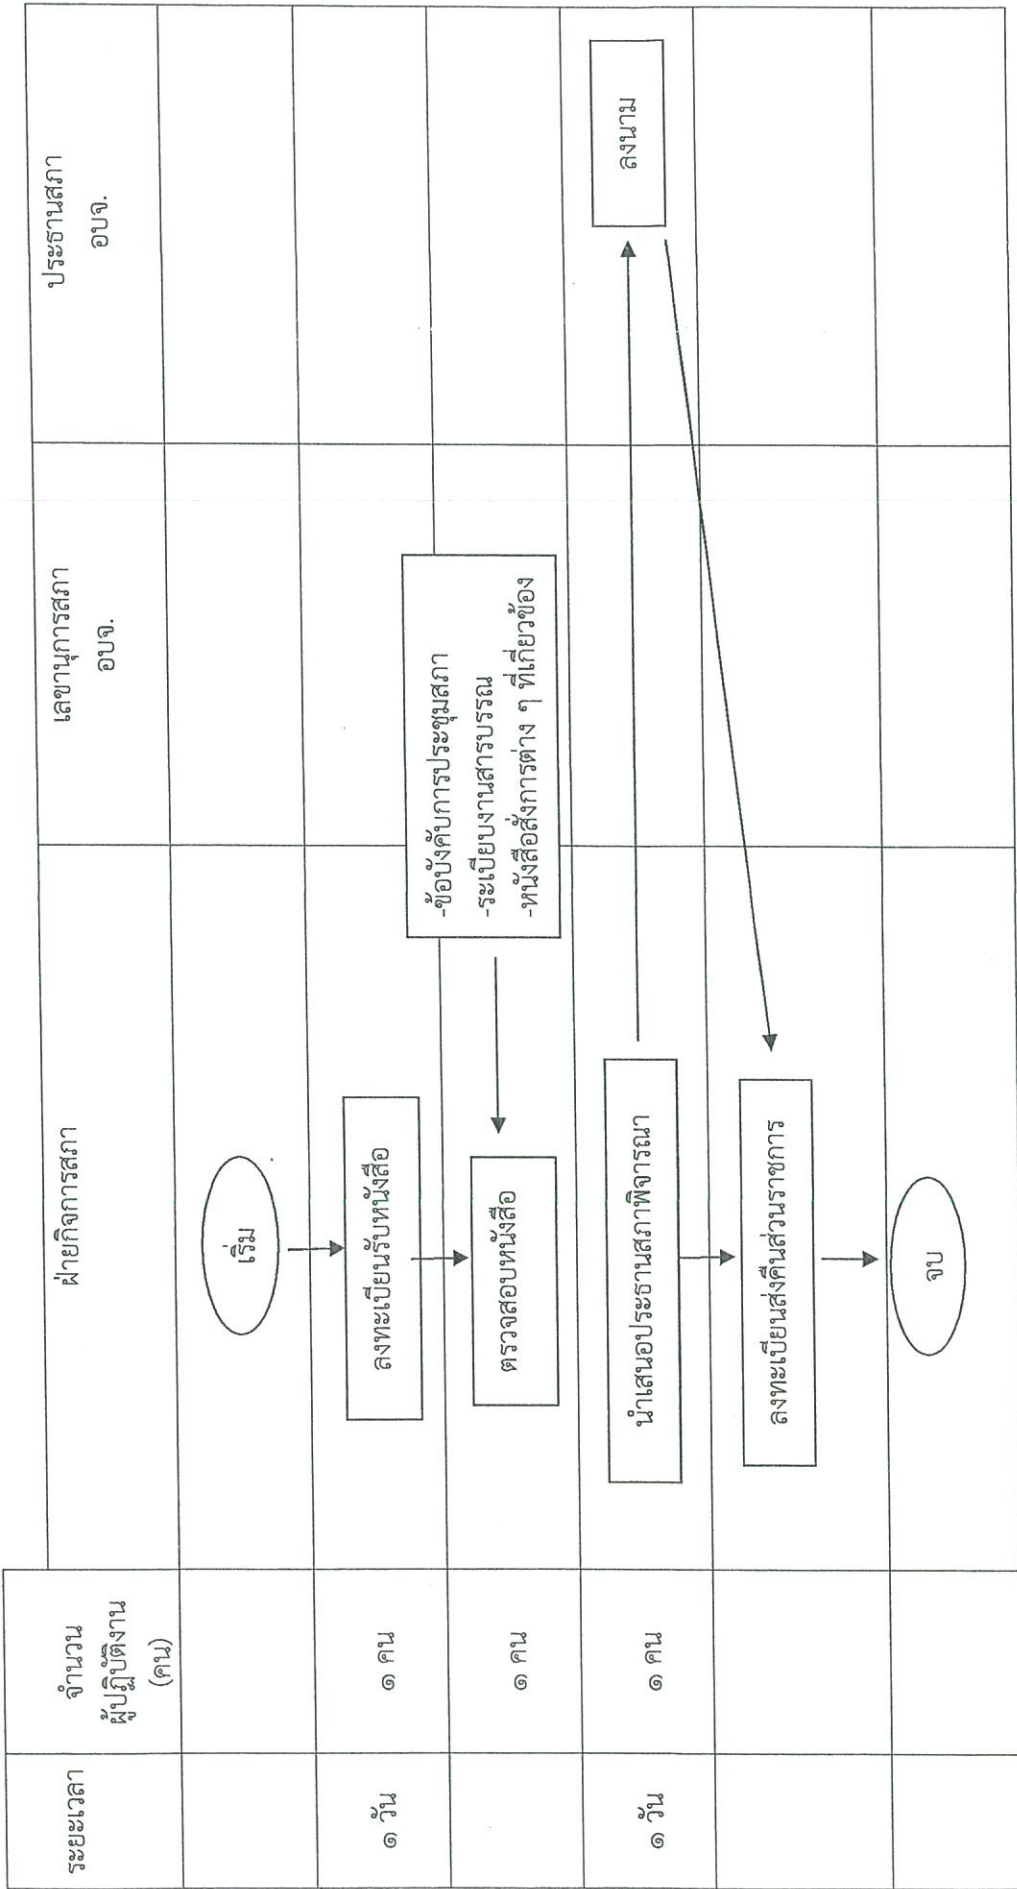 ระยะเวลา
จำนวน
ผู้ปฏิบัติงาน
(คน)
ฝ่ายกิจการสภา
เลขานุการสภา
อบจ.
ประธานสภา
อบจ.
เริ่ม
๑ วัน
๑ คน
ลงทะเบียนรับหนังสือ
๑ คน
ตรวจสอบหนังสือ
-ข้อบังคับการประชุมสภา
-ระเบียบงานสารบรรณ
-หนังสือสั่งการต่าง ๆ ที่เกี่ยวข้อง
๑ วัน
๑ คน
นำเสนอประธานสภาพิจารณา
ลงนาม
ลงทะเบียนส่งคืนส่วนราชการ
จบ